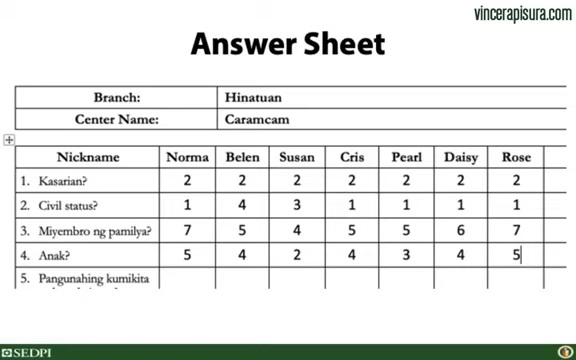 vincerapisura.com
Answer Sheet
Branch: Hinatuan
Center Name: Caramcam
Nickname Norma Belen Susan Cris Pearl Daisy Rose
1. Kasarian? 2 2 2 2 2 2 2
2. Civil status? 1 4 3 1 1 1 1
3. Miyembro ng pamilya? 7 5 4 5 5 6 7
4. Anak? 5 4 2 4 3 4 5
5. Pangunahing kumikita
SEDPI